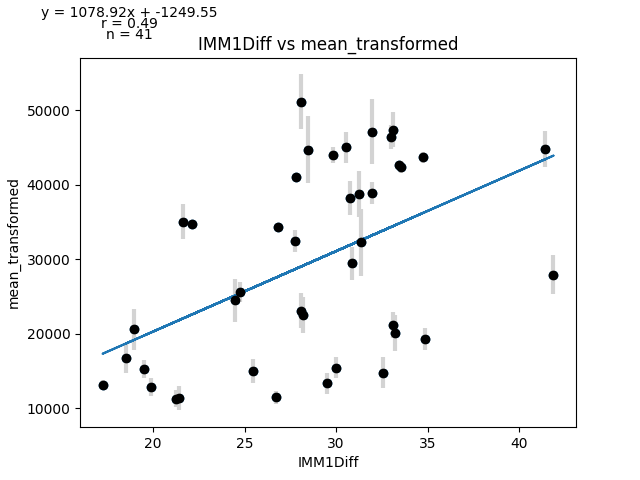 y = 1078.92x + -1249.55
r = 0.49
n = 41
IMM1Diff vs mean_transformed
50000
40000
30000
20000
10000
mean_transformed
20
25
30
35
40
IMM1Diff